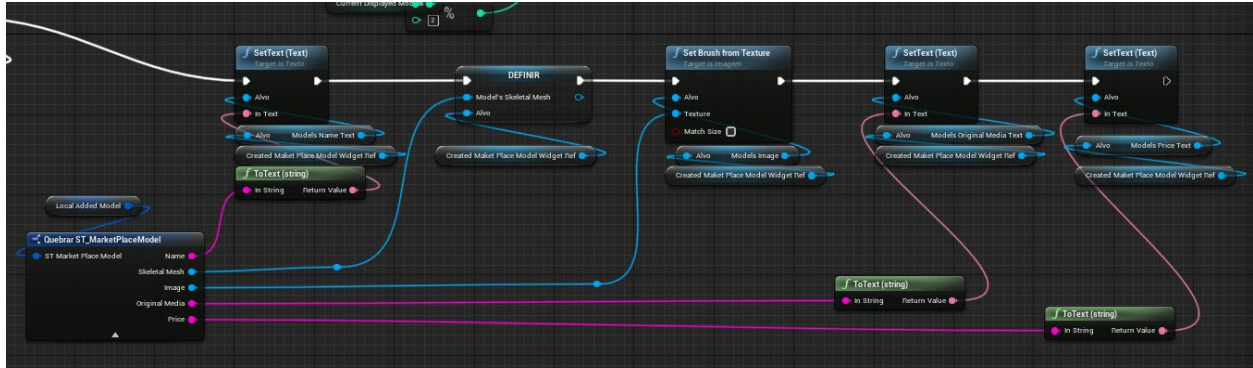 Current Displayed Mo
2
%
SetText (Text)
Target is Texto
Alvo
In Text
Alvo Models Name Text
Created Maket Place Model Widget Ref
ToText (string)
In String Return Value
DEFINIR
Model's Skeletal Mesh
Alvo
Created Maket Place Model Widget Ref
Set Brush from Texture
Target is Imagem
Alvo
Texture
Match Size
Alvo Models Image
Created Maket Place Model Widget Ref
SetText (Text)
Target is Texto
Alvo
In Text
Alvo Models Original Media Text
Created Maket Place Model Widget Ref
SetText (Text)
Target is Texto
Alvo
In Text
Alvo Models Price Text
Created Maket Place Model Widget Ref
Local Added Model
Quebrar ST_MarketPlaceModel
ST Market Place Model Name
Skeletal Mesh
Image
Original Media
Price
ToText (string)
In String Return Value
ToText (string)
In String Return Value